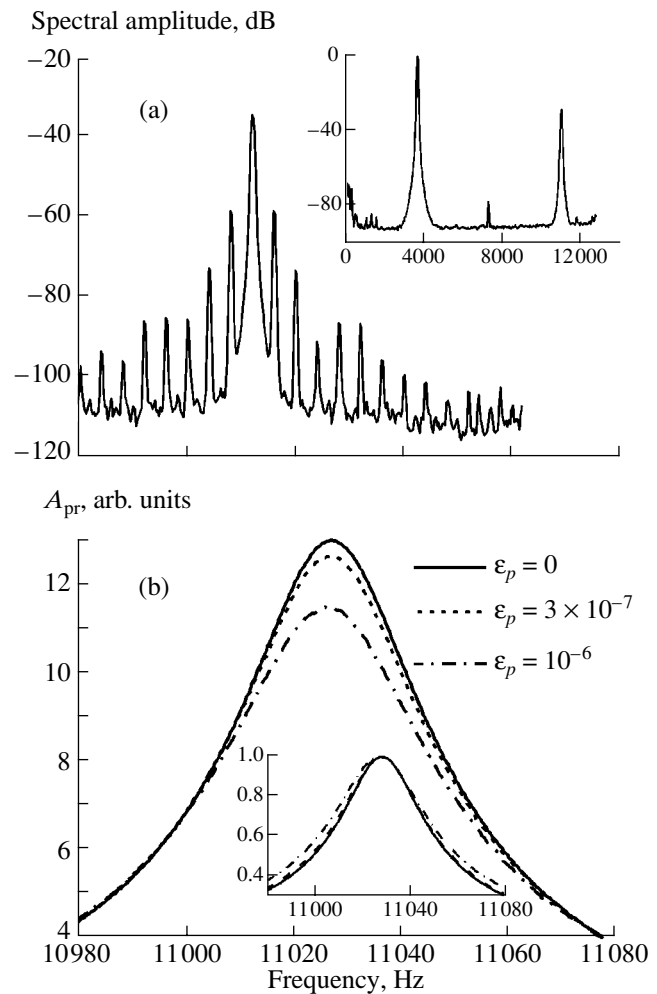 Spectral amplitude, dB
−20
−40
−60
−80
−100
−120
(a)
0
−40
−80
0 4000 8000 12000
A_pr, arb. units
12
10
8
6
4
(b)
ε_p = 0
ε_p = 3 × 10⁻⁷
ε_p = 10⁻⁶
1.0
0.8
0.6
0.4
11000 11040 11080
10980 11000 11020 11040 11060 11080
Frequency, Hz